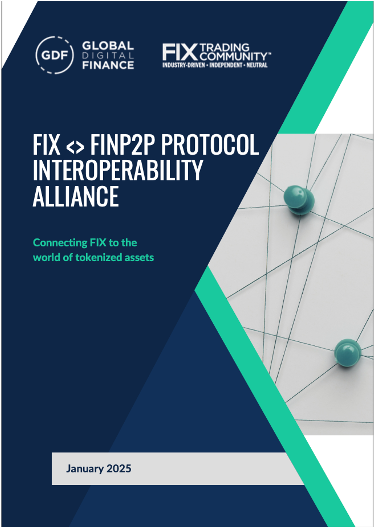 GDF
GLOBAL
DIGITAL
FINANCE
FIX TRADING
COMMUNITY™
INDUSTRY-DRIVEN • INDEPENDENT • NEUTRAL
FIX <> FINP2P PROTOCOL
INTEROPERABILITY
ALLIANCE
Connecting FIX to the
world of tokenized assets
January 2025